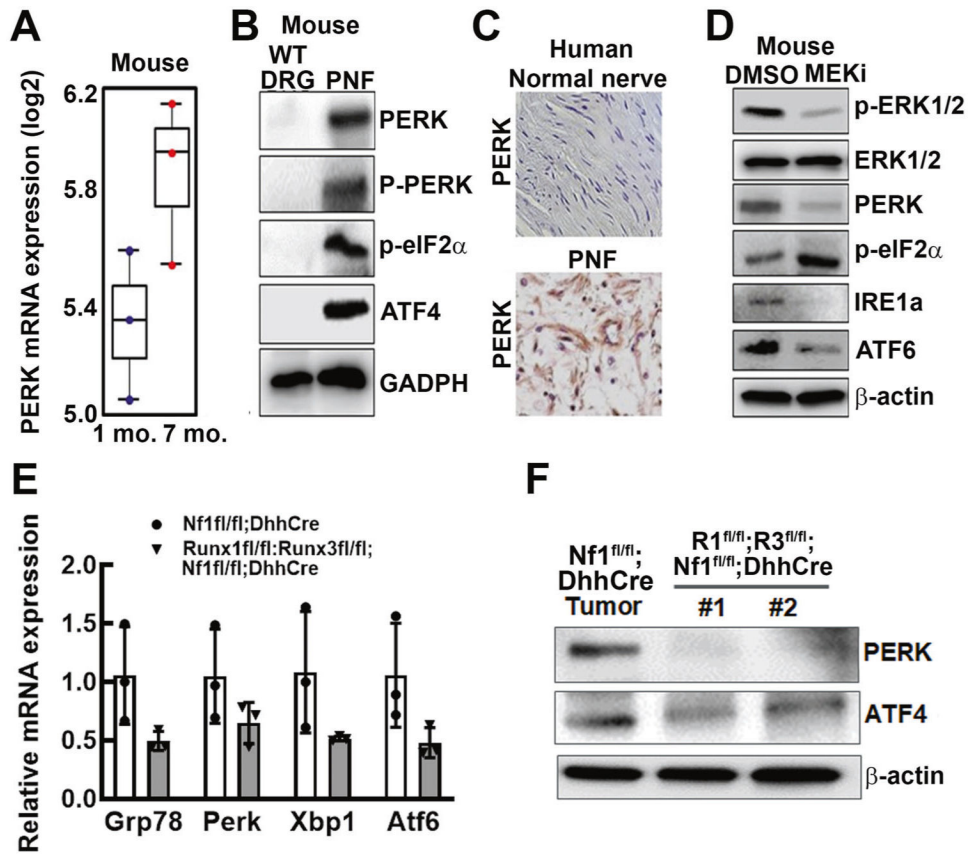 A
Mouse
PERK mRNA expression (log2)
6.2
5.8
5.4
5.0
1 mo. 7 mo.
B
Mouse
WT
DRG PNF
PERK
P-PERK
p-eIF2α
ATF4
GADPH
C
Human
Normal nerve
PERK
PNF
PERK
D
Mouse
DMSO MEKi
p-ERK1/2
ERK1/2
PERK
p-eIF2α
IRE1a
ATF6
β-actin
E
Nf1fl/fl;DhhCre
Runx1fl/fl:Runx3fl/fl;
Nf1fl/fl;DhhCre
Relative mRNA expression
2.0
1.5
1.0
0.5
0.0
Grp78 Perk Xbp1 Atf6
F
Nf1fl/fl;
DhhCre
Tumor
R1fl/fl;R3fl/fl;
Nf1fl/fl;DhhCre
#1 #2
PERK
ATF4
β-actin